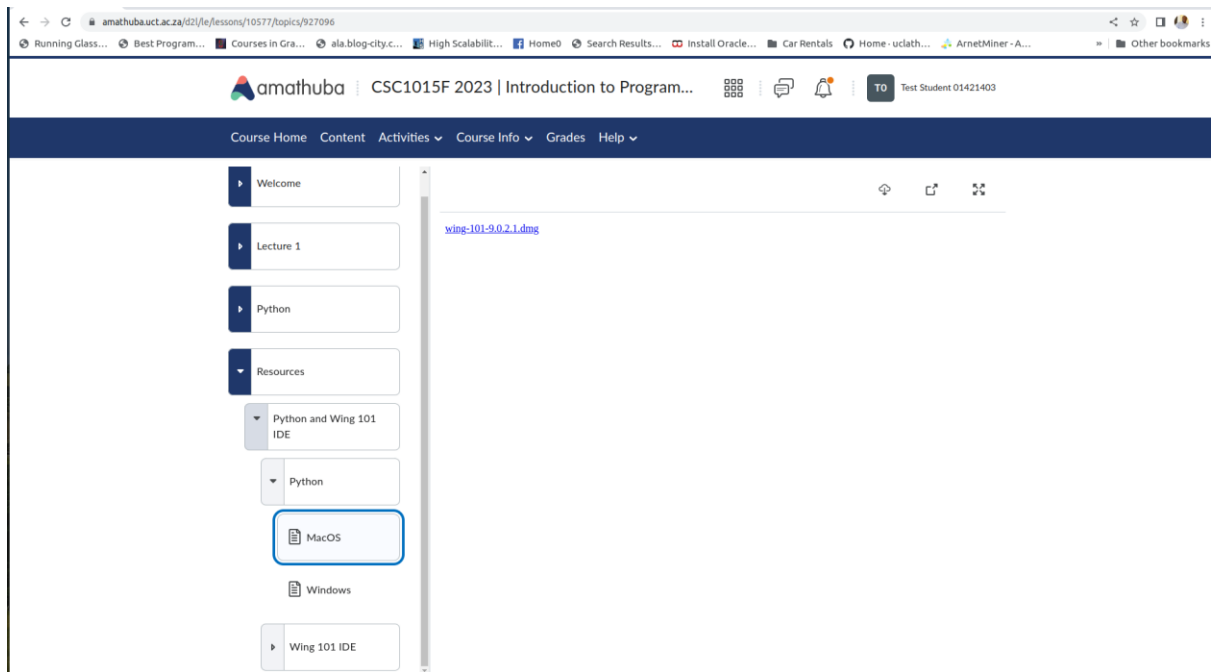 amathuba.uct.ac.za/d2l/le/lessons/10577/topics/927096
Running Glass... Best Program... Courses in Gra... ala.blog-city.c... High Scalabilit... Home0 Search Results... Install Oracle... Car Rentals Home · uclath... ArnetMiner - A... » Other bookmarks
amathuba CSC1015F 2023 | Introduction to Program... TO Test Student 01421403
Course Home Content Activities Course Info Grades Help
Welcome
wing-101-9.0.2.1.dmg
Lecture 1
Python
Resources
Python and Wing 101
IDE
Python
MacOS
Windows
Wing 101 IDE